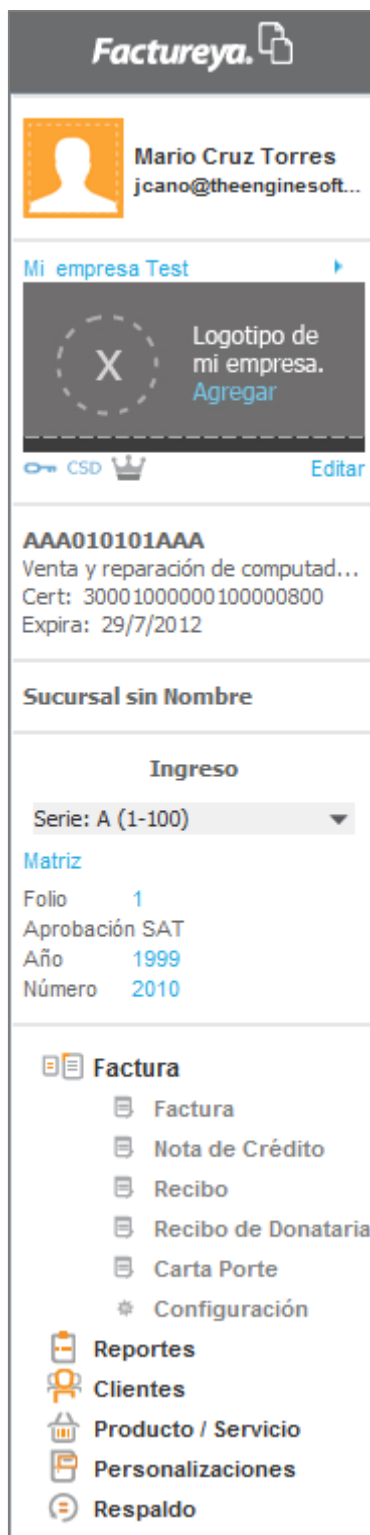 Factureya.
Mario Cruz Torres
jcano@theenginesoft...
Mi empresa Test
X
Logotipo de
mi empresa.
Agregar
CSD
Editar
AAA010101AAA
Venta y reparación de computad...
Cert: 30001000000100000800
Expira: 29/7/2012
Sucursal sin Nombre
Ingreso
Serie: A (1-100)
Matriz
Folio 1
Aprobación SAT
Año 1999
Número 2010
Factura
Factura
Nota de Crédito
Recibo
Recibo de Donataria
Carta Porte
Configuración
Reportes
Clientes
Producto / Servicio
Personalizaciones
Respaldo